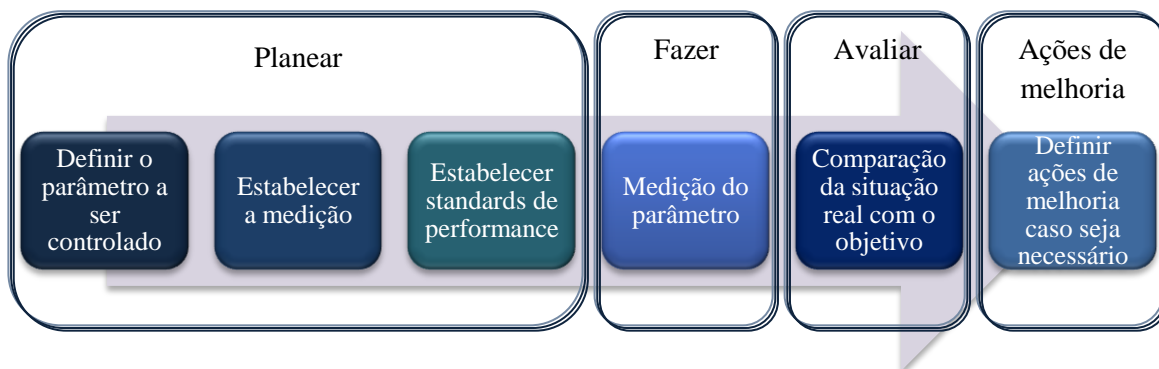 Planear
Definir o
parâmetro a
ser
controlado
Estabelecer
a medição
Estabelecer
standards de
performance
Fazer
Medição do
parâmetro
Avaliar
Comparação
da situação
real com o
objetivo
Ações de
melhoria
Definir
ações de
melhoria
caso seja
necessário